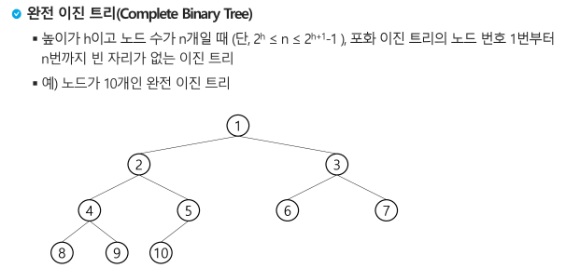 완전 이진 트리(Complete Binary Tree)
▪ 높이가 h이고 노드 수가 n개일 때 (단, 2ʰ ≤ n ≤ 2ʰ⁺¹-1 ), 포화 이진 트리의 노드 번호 1번부터
n번까지 빈 자리가 없는 이진 트리
▪ 예) 노드가 10개인 완전 이진 트리
1
2 3
4 5 6 7
8 9 10